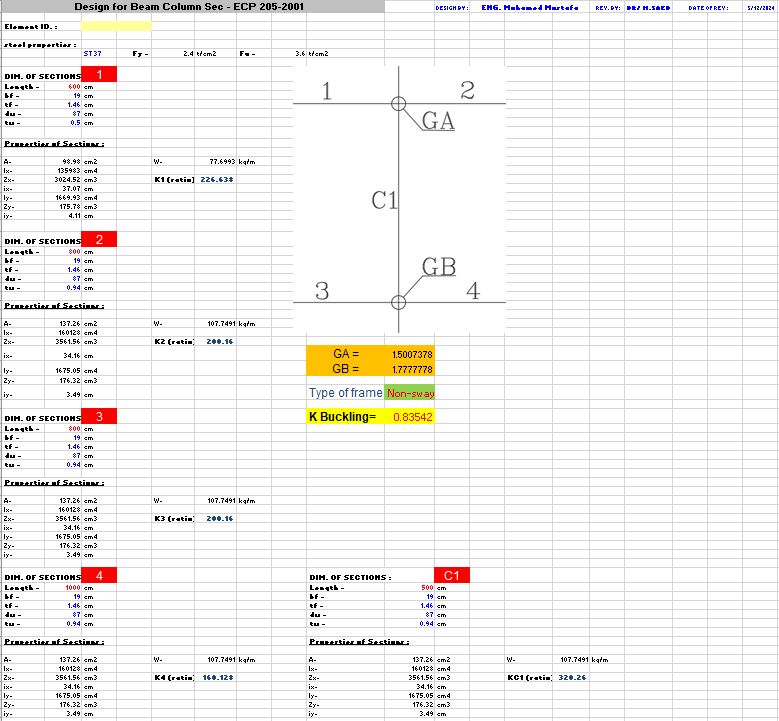 Design for Beam Column Sec - ECP 205-2001 DESIGN BY: ENG. Mohamed Mostafa REV. BY: DR/ M.SAED DATE OF REV: 5/12/2024
Element ID. :
steel properties :
ST37 Fy - 2.4 t/cm2 Fu - 3.6 t/cm2
DIM. OF SECTIONS 1
Length - 600 cm
bf - 19 cm
tf - 1.46 cm
dw - 87 cm
tw - 0.5 cm
Properties of Sections :
A- 98.98 cm2 W- 77.6993 kg/m
Ix- 135983 cm4
Zx- 3024.52 cm3 K1 (ratio) 226.638
ix- 37.07 cm
Iy- 1669.93 cm4
Zy- 175.78 cm3
iy- 4.11 cm
1 2
GA
C1
GB
3 4
DIM. OF SECTIONS 2
Length - 800 cm
bf - 19 cm
tf - 1.46 cm
dw - 87 cm
tw - 0.94 cm
Properties of Sections :
A- 137.26 cm2 W- 107.7491 kg/m
Ix- 160128 cm4
Zx- 3561.56 cm3 K2 (ratio) 200.16
ix- 34.16 cm
Iy- 1675.05 cm4
Zy- 176.32 cm3
iy- 3.49 cm
GA = 1.5007378
GB = 1.7777778
Type of frame Non-sway
K Buckling= 0.83542
DIM. OF SECTIONS 3
Length - 800 cm
bf - 19 cm
tf - 1.46 cm
dw - 87 cm
tw - 0.94 cm
Properties of Sections :
A- 137.26 cm2 W- 107.7491 kg/m
Ix- 160128 cm4
Zx- 3561.56 cm3 K3 (ratio) 200.16
ix- 34.16 cm
Iy- 1675.05 cm4
Zy- 176.32 cm3
iy- 3.49 cm
DIM. OF SECTIONS 4
Length - 1000 cm
bf - 19 cm
tf - 1.46 cm
dw - 87 cm
tw - 0.94 cm
Properties of Sections :
A- 137.26 cm2 W- 107.7491 kg/m
Ix- 160128 cm4
Zx- 3561.56 cm3 K4 (ratio) 160.128
ix- 34.16 cm
Iy- 1675.05 cm4
Zy- 176.32 cm3
iy- 3.49 cm
DIM. OF SECTIONS : C1
Length - 500 cm
bf - 19 cm
tf - 1.46 cm
dw - 87 cm
tw - 0.94 cm
Properties of Sections :
A- 137.26 cm2 W- 107.7491 kg/m
Ix- 160128 cm4
Zx- 3561.56 cm3 KC1 (ratio) 320.26
ix- 34.16 cm
Iy- 1675.05 cm4
Zy- 176.32 cm3
iy- 3.49 cm